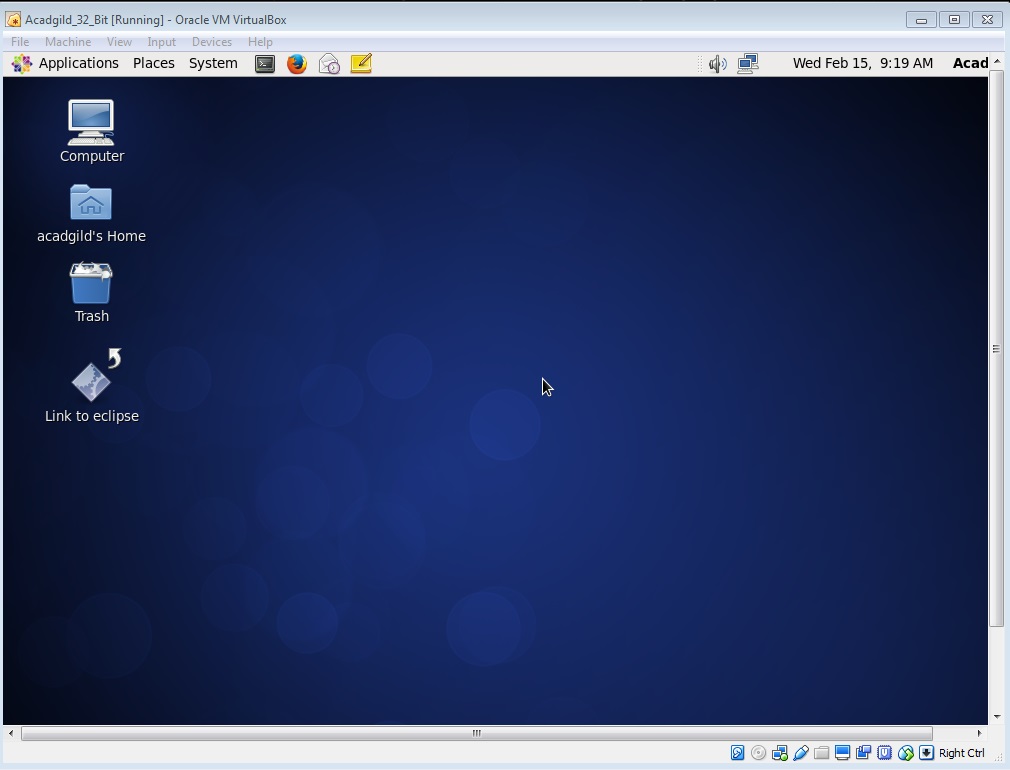 Acadgild_32_Bit [Running] - Oracle VM VirtualBox
File Machine View Input Devices Help
Applications Places System Wed Feb 15, 9:19 AM Acad
Computer
acadgild's Home
Trash
Link to eclipse
Right Ctrl